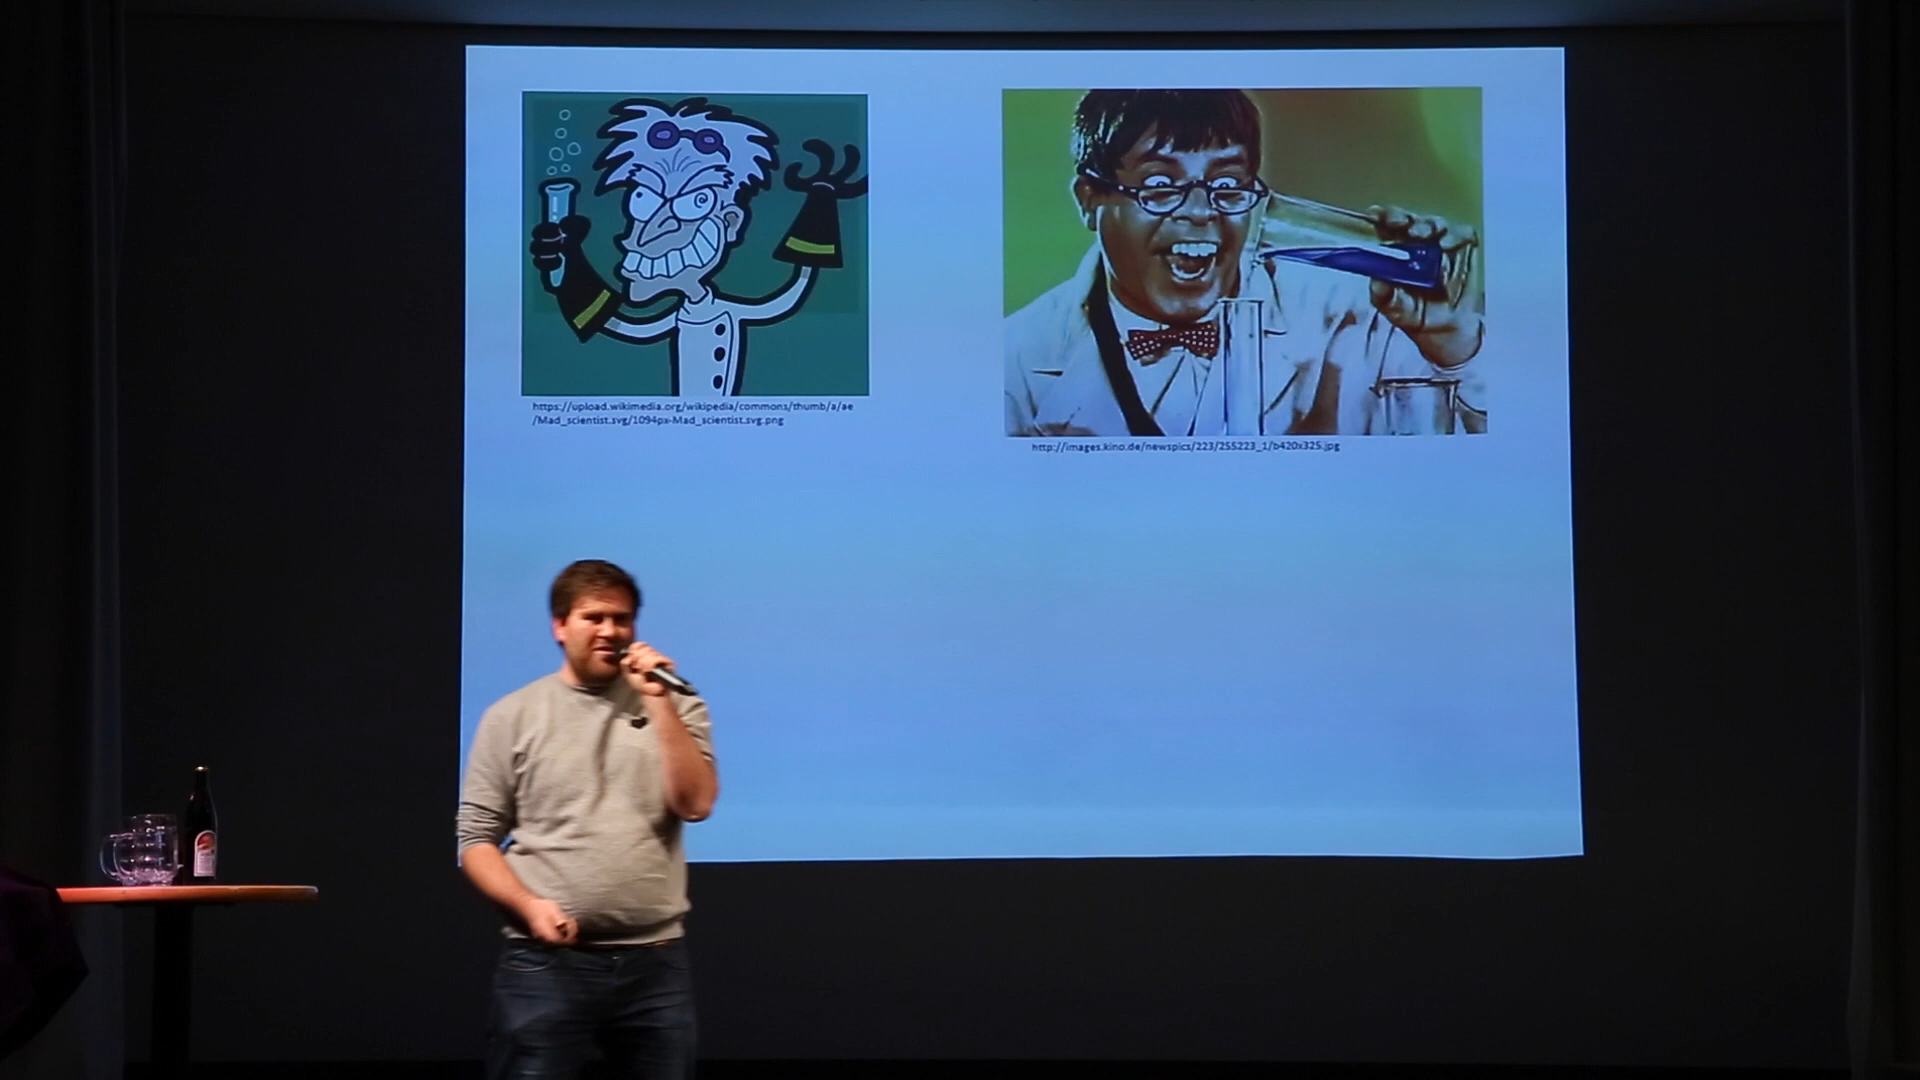 https://upload.wikimedia.org/wikipedia/commons/thumb/a/ae
/Mad_scientist.svg/1094px-Mad_scientist.svg.png
http://images.kino.de/newspics/223/255223_1/b420x325.jpg